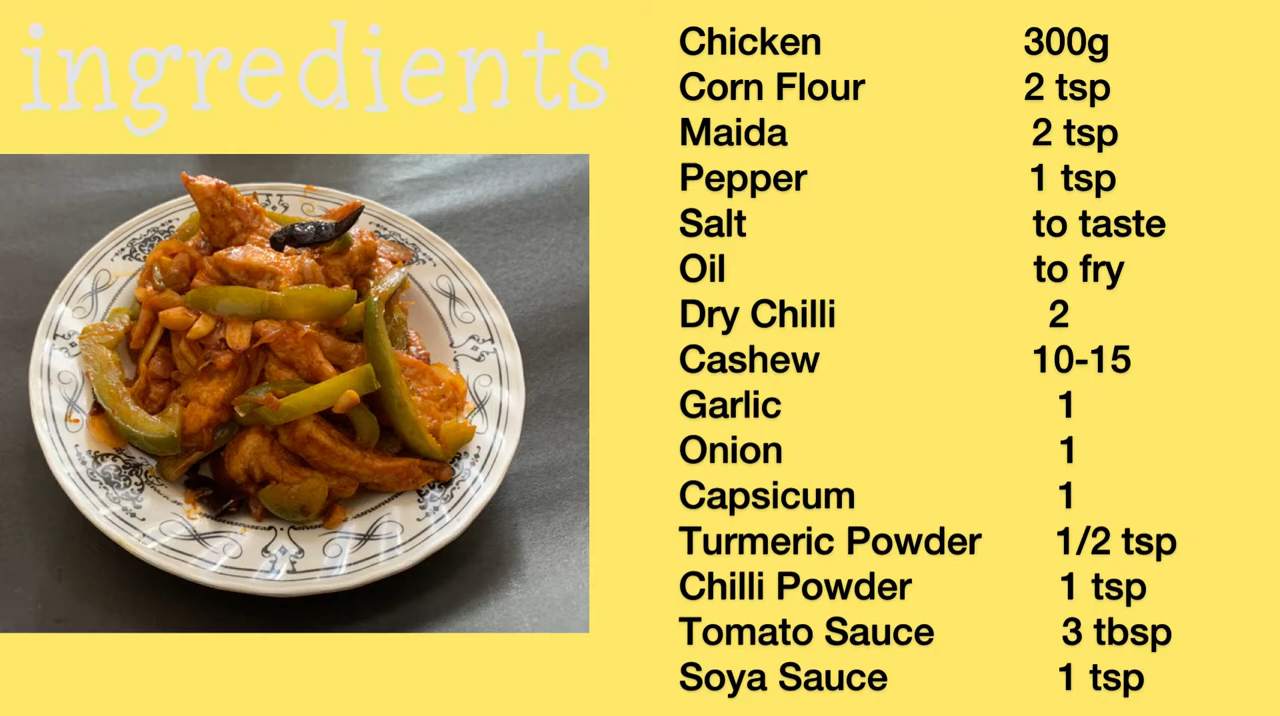 ingredients
Chicken 300g
Corn Flour 2 tsp
Maida 2 tsp
Pepper 1 tsp
Salt to taste
Oil to fry
Dry Chilli 2
Cashew 10-15
Garlic 1
Onion 1
Capsicum 1
Turmeric Powder 1/2 tsp
Chilli Powder 1 tsp
Tomato Sauce 3 tbsp
Soya Sauce 1 tsp